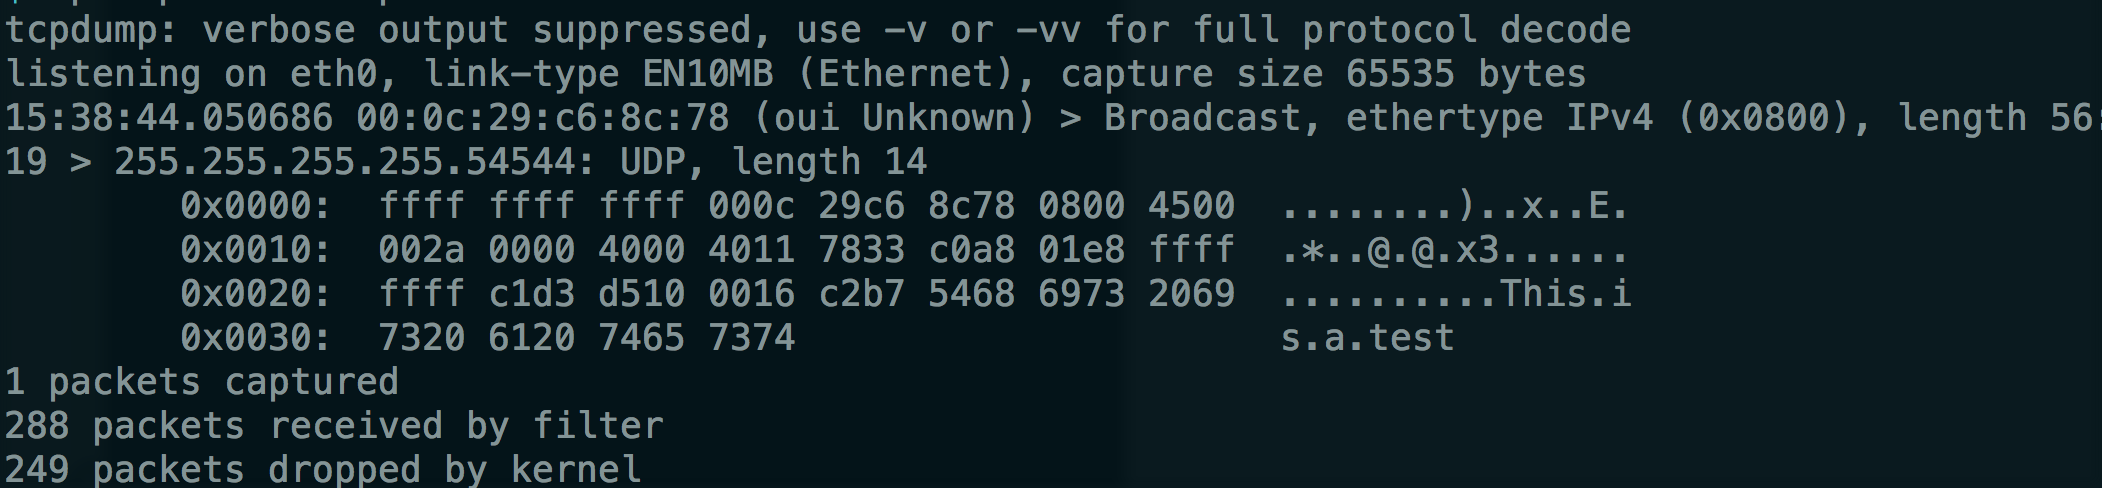 tcpdump: verbose output suppressed, use -v or -vv for full protocol decode
listening on eth0, link-type EN10MB (Ethernet), capture size 65535 bytes
15:38:44.050686 00:0c:29:c6:8c:78 (oui Unknown) > Broadcast, ethertype IPv4 (0x0800), length 56:
19 > 255.255.255.255.54544: UDP, length 14
0x0000:  ffff ffff ffff 000c 29c6 8c78 0800 4500  ........)..x..E.
0x0010:  002a 0000 4000 4011 7833 c0a8 01e8 ffff  .*..@.@.x3......
0x0020:  ffff c1d3 d510 0016 c2b7 5468 6973 2069  ..........This.i
0x0030:  7320 6120 7465 7374                      s.a.test
1 packets captured
288 packets received by filter
249 packets dropped by kernel